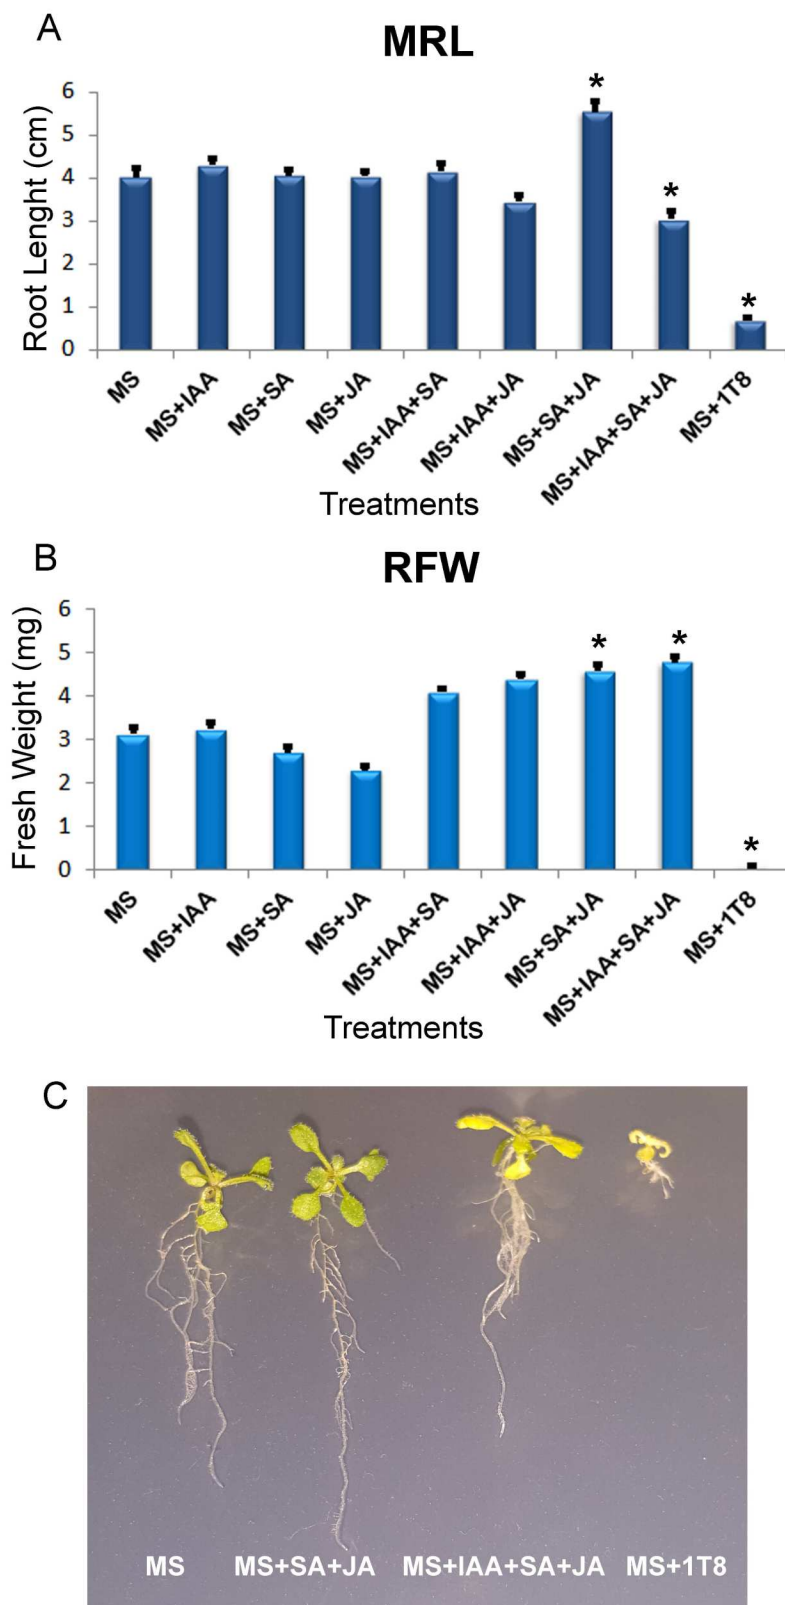 A
MRL
Root Lenght (cm)
6
5
4
3
2
1
0
*
*
*
MS
MS+IAA
MS+SA
MS+JA
MS+IAA+SA
MS+IAA+JA
MS+SA+JA
MS+IAA+SA+JA
MS+1T8
Treatments
B
RFW
Fresh Weight (mg)
6
5
4
3
2
1
0
*
*
*
MS
MS+IAA
MS+SA
MS+JA
MS+IAA+SA
MS+IAA+JA
MS+SA+JA
MS+IAA+SA+JA
MS+1T8
Treatments
C
MS MS+SA+JA MS+IAA+SA+JA MS+1T8